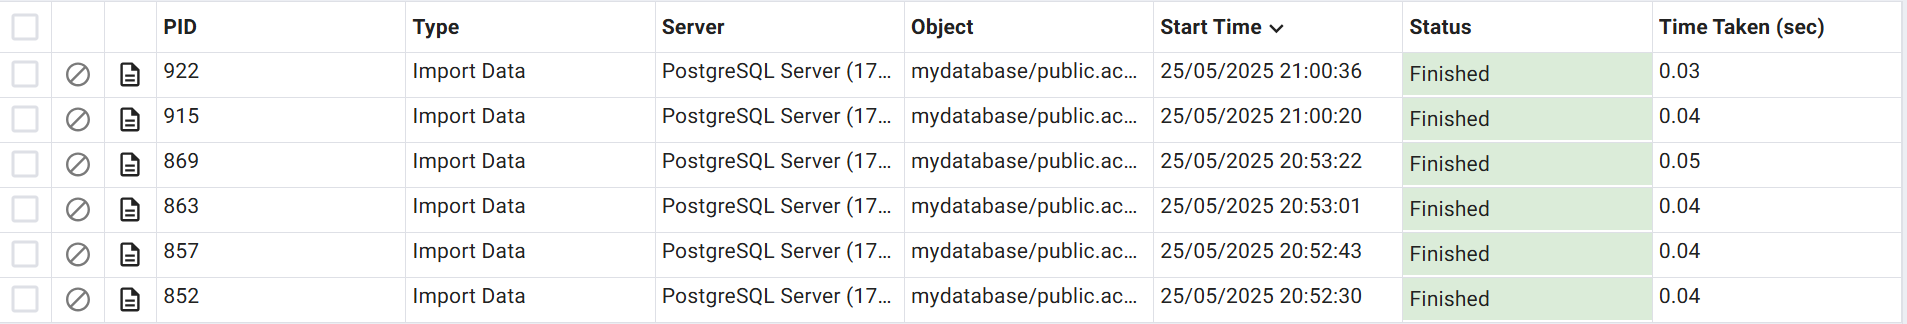 PID Type Server Object Start Time Status Time Taken (sec)
922 Import Data PostgreSQL Server (17... mydatabase/public.ac... 25/05/2025 21:00:36 Finished 0.03
915 Import Data PostgreSQL Server (17... mydatabase/public.ac... 25/05/2025 21:00:20 Finished 0.04
869 Import Data PostgreSQL Server (17... mydatabase/public.ac... 25/05/2025 20:53:22 Finished 0.05
863 Import Data PostgreSQL Server (17... mydatabase/public.ac... 25/05/2025 20:53:01 Finished 0.04
857 Import Data PostgreSQL Server (17... mydatabase/public.ac... 25/05/2025 20:52:43 Finished 0.04
852 Import Data PostgreSQL Server (17... mydatabase/public.ac... 25/05/2025 20:52:30 Finished 0.04